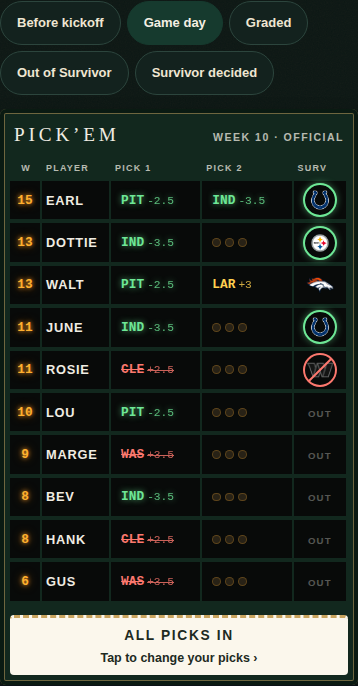 Before kickoff Game day Graded
Out of Survivor Survivor decided
PICK'EM WEEK 10 · OFFICIAL
W PLAYER PICK 1 PICK 2 SURV
15 EARL PIT -2.5 IND -3.5
13 DOTTIE IND -3.5
13 WALT PIT -2.5 LAR +3
11 JUNE IND -3.5
11 ROSIE CLE +2.5 W
10 LOU PIT -2.5 OUT
9 MARGE WAS +3.5 OUT
8 BEV IND -3.5 OUT
8 HANK CLE +2.5 OUT
6 GUS WAS +3.5 OUT
ALL PICKS IN
Tap to change your picks ›